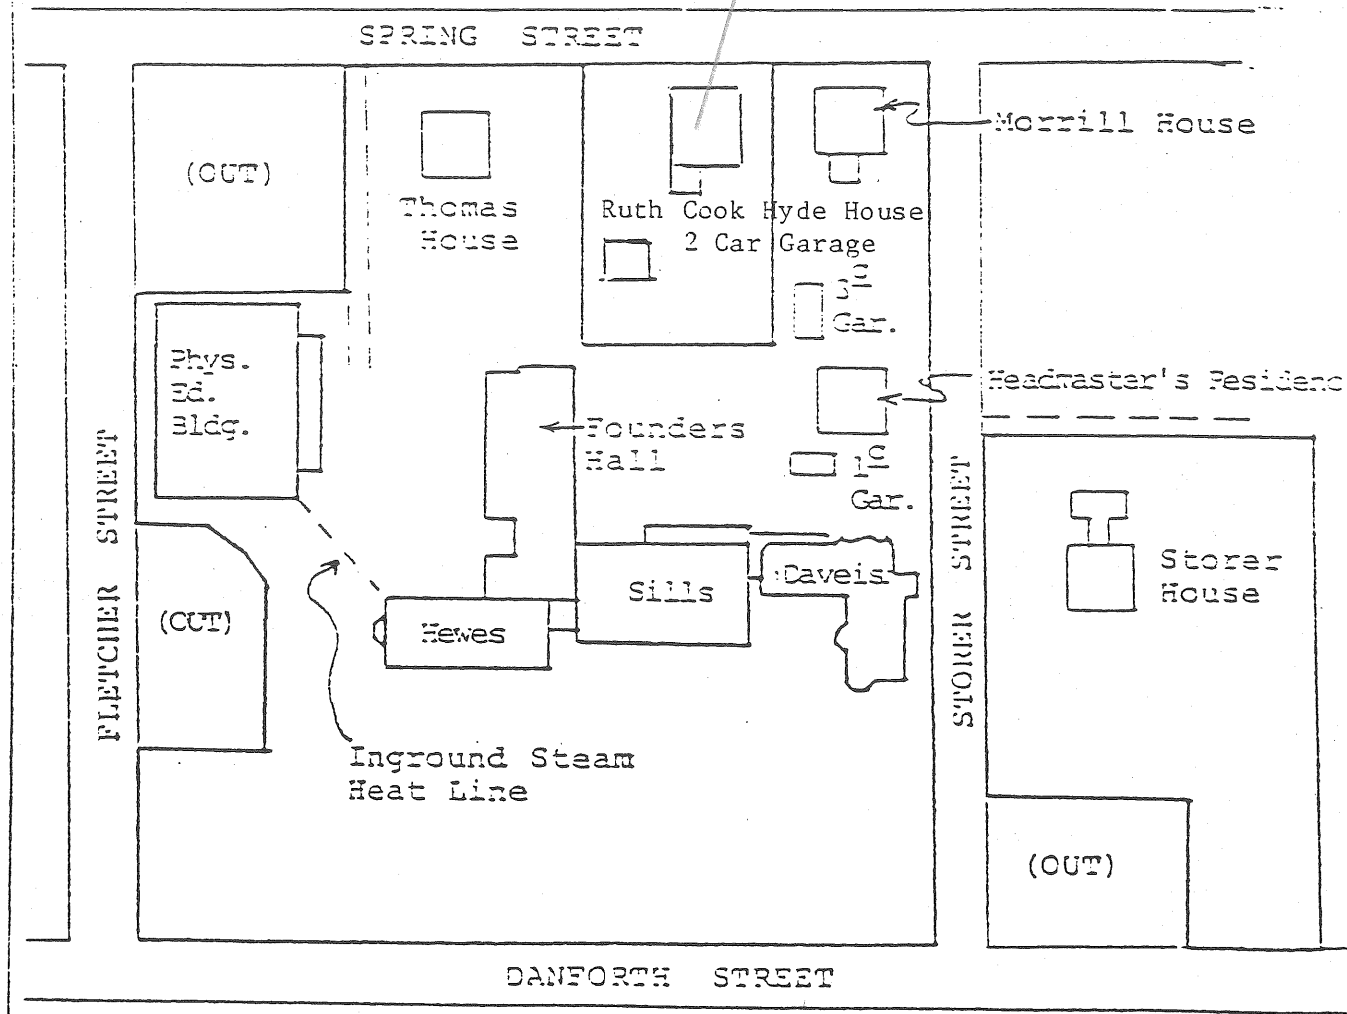 SPRING STREET
Morrill House
(OUT)
Thomas
House
Ruth Cook Hyde House
2 Car Garage
3c
Gar.
Phys.
Ed.
Bldg.
Headmaster's Residenc
Founders
Hall
1c
Gar.
FLETCHER STREET
STORER STREET
Storer
House
Sills
Daveis
(OUT)
Hewes
Inground Steam
Heat Line
(OUT)
DANFORTH STREET